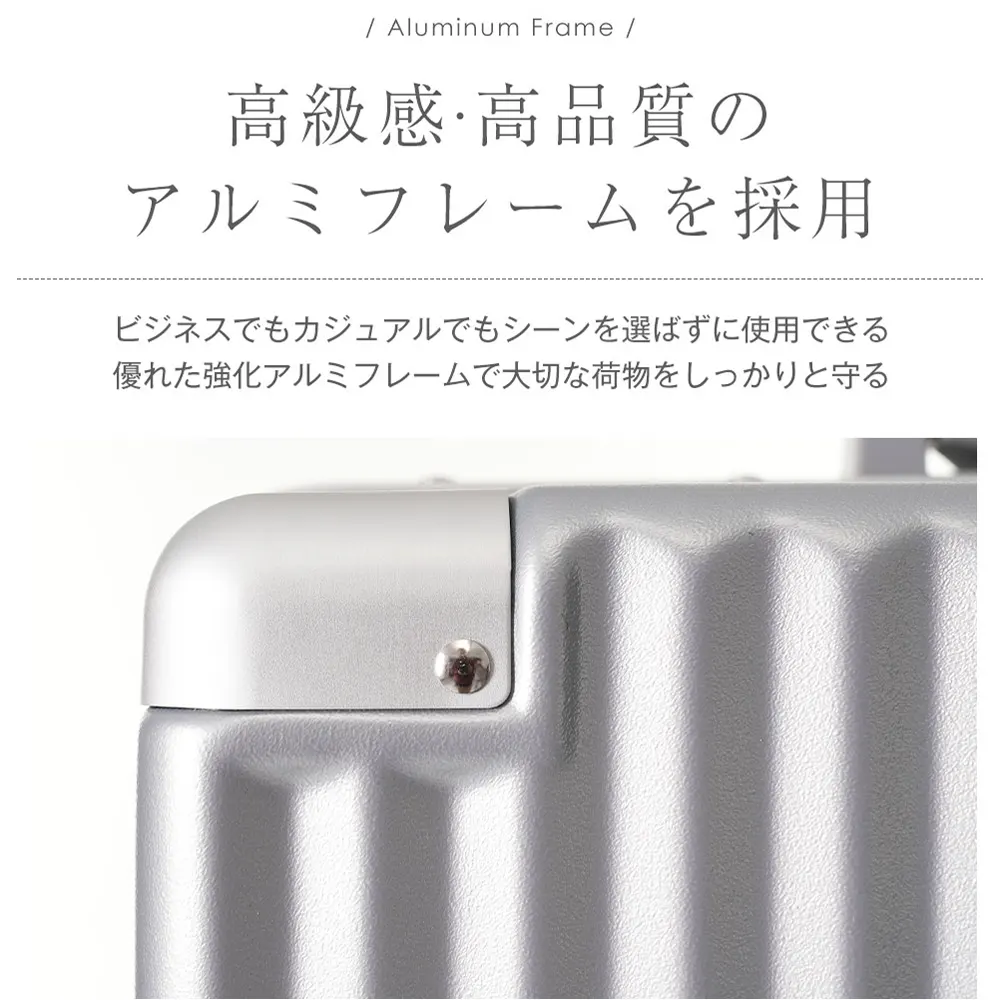 / Aluminum Frame /
高級感・高品質の
アルミフレームを採用
ビジネスでもカジュアルでもシーンを選ばずに使用できる
優れた強化アルミフレームで大切な荷物をしっかりと守る